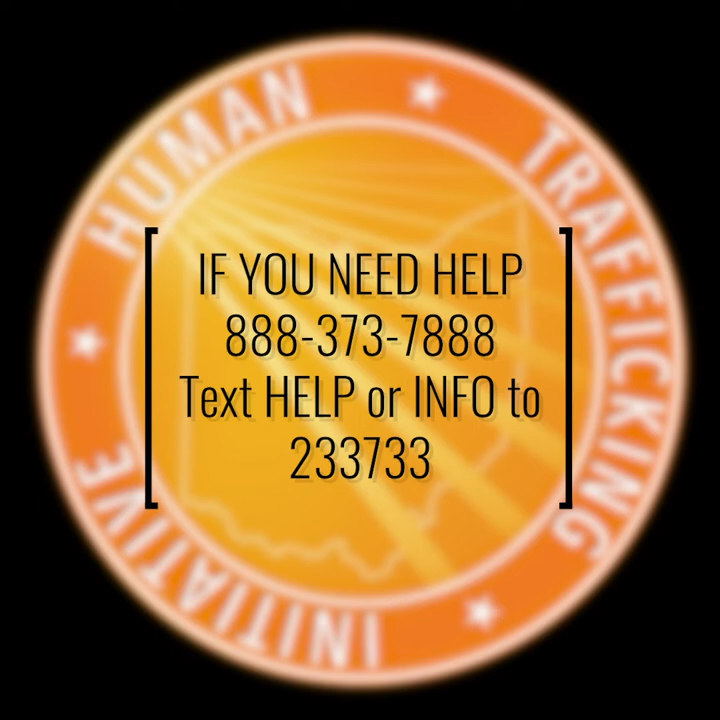 HUMAN
TRAFFICKING
INITIATIVE
IF YOU NEED HELP
888-373-7888
Text HELP or INFO to
233733